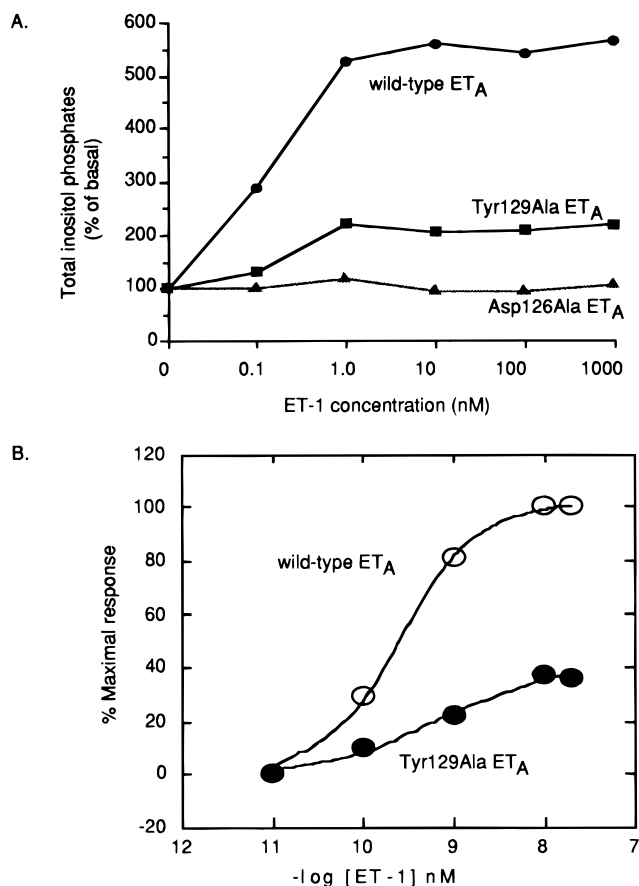 A.
Total inositol phosphates
(% of basal)
600
500
400
300
200
100
0
wild-type ETA
Tyr129Ala ETA
Asp126Ala ETA
0 0.1 1.0 10 100 1000
ET-1 concentration (nM)
B.
% Maximal response
120
100
80
60
40
20
0
-20
wild-type ETA
Tyr129Ala ETA
12 11 10 9 8 7
-log [ET-1] nM